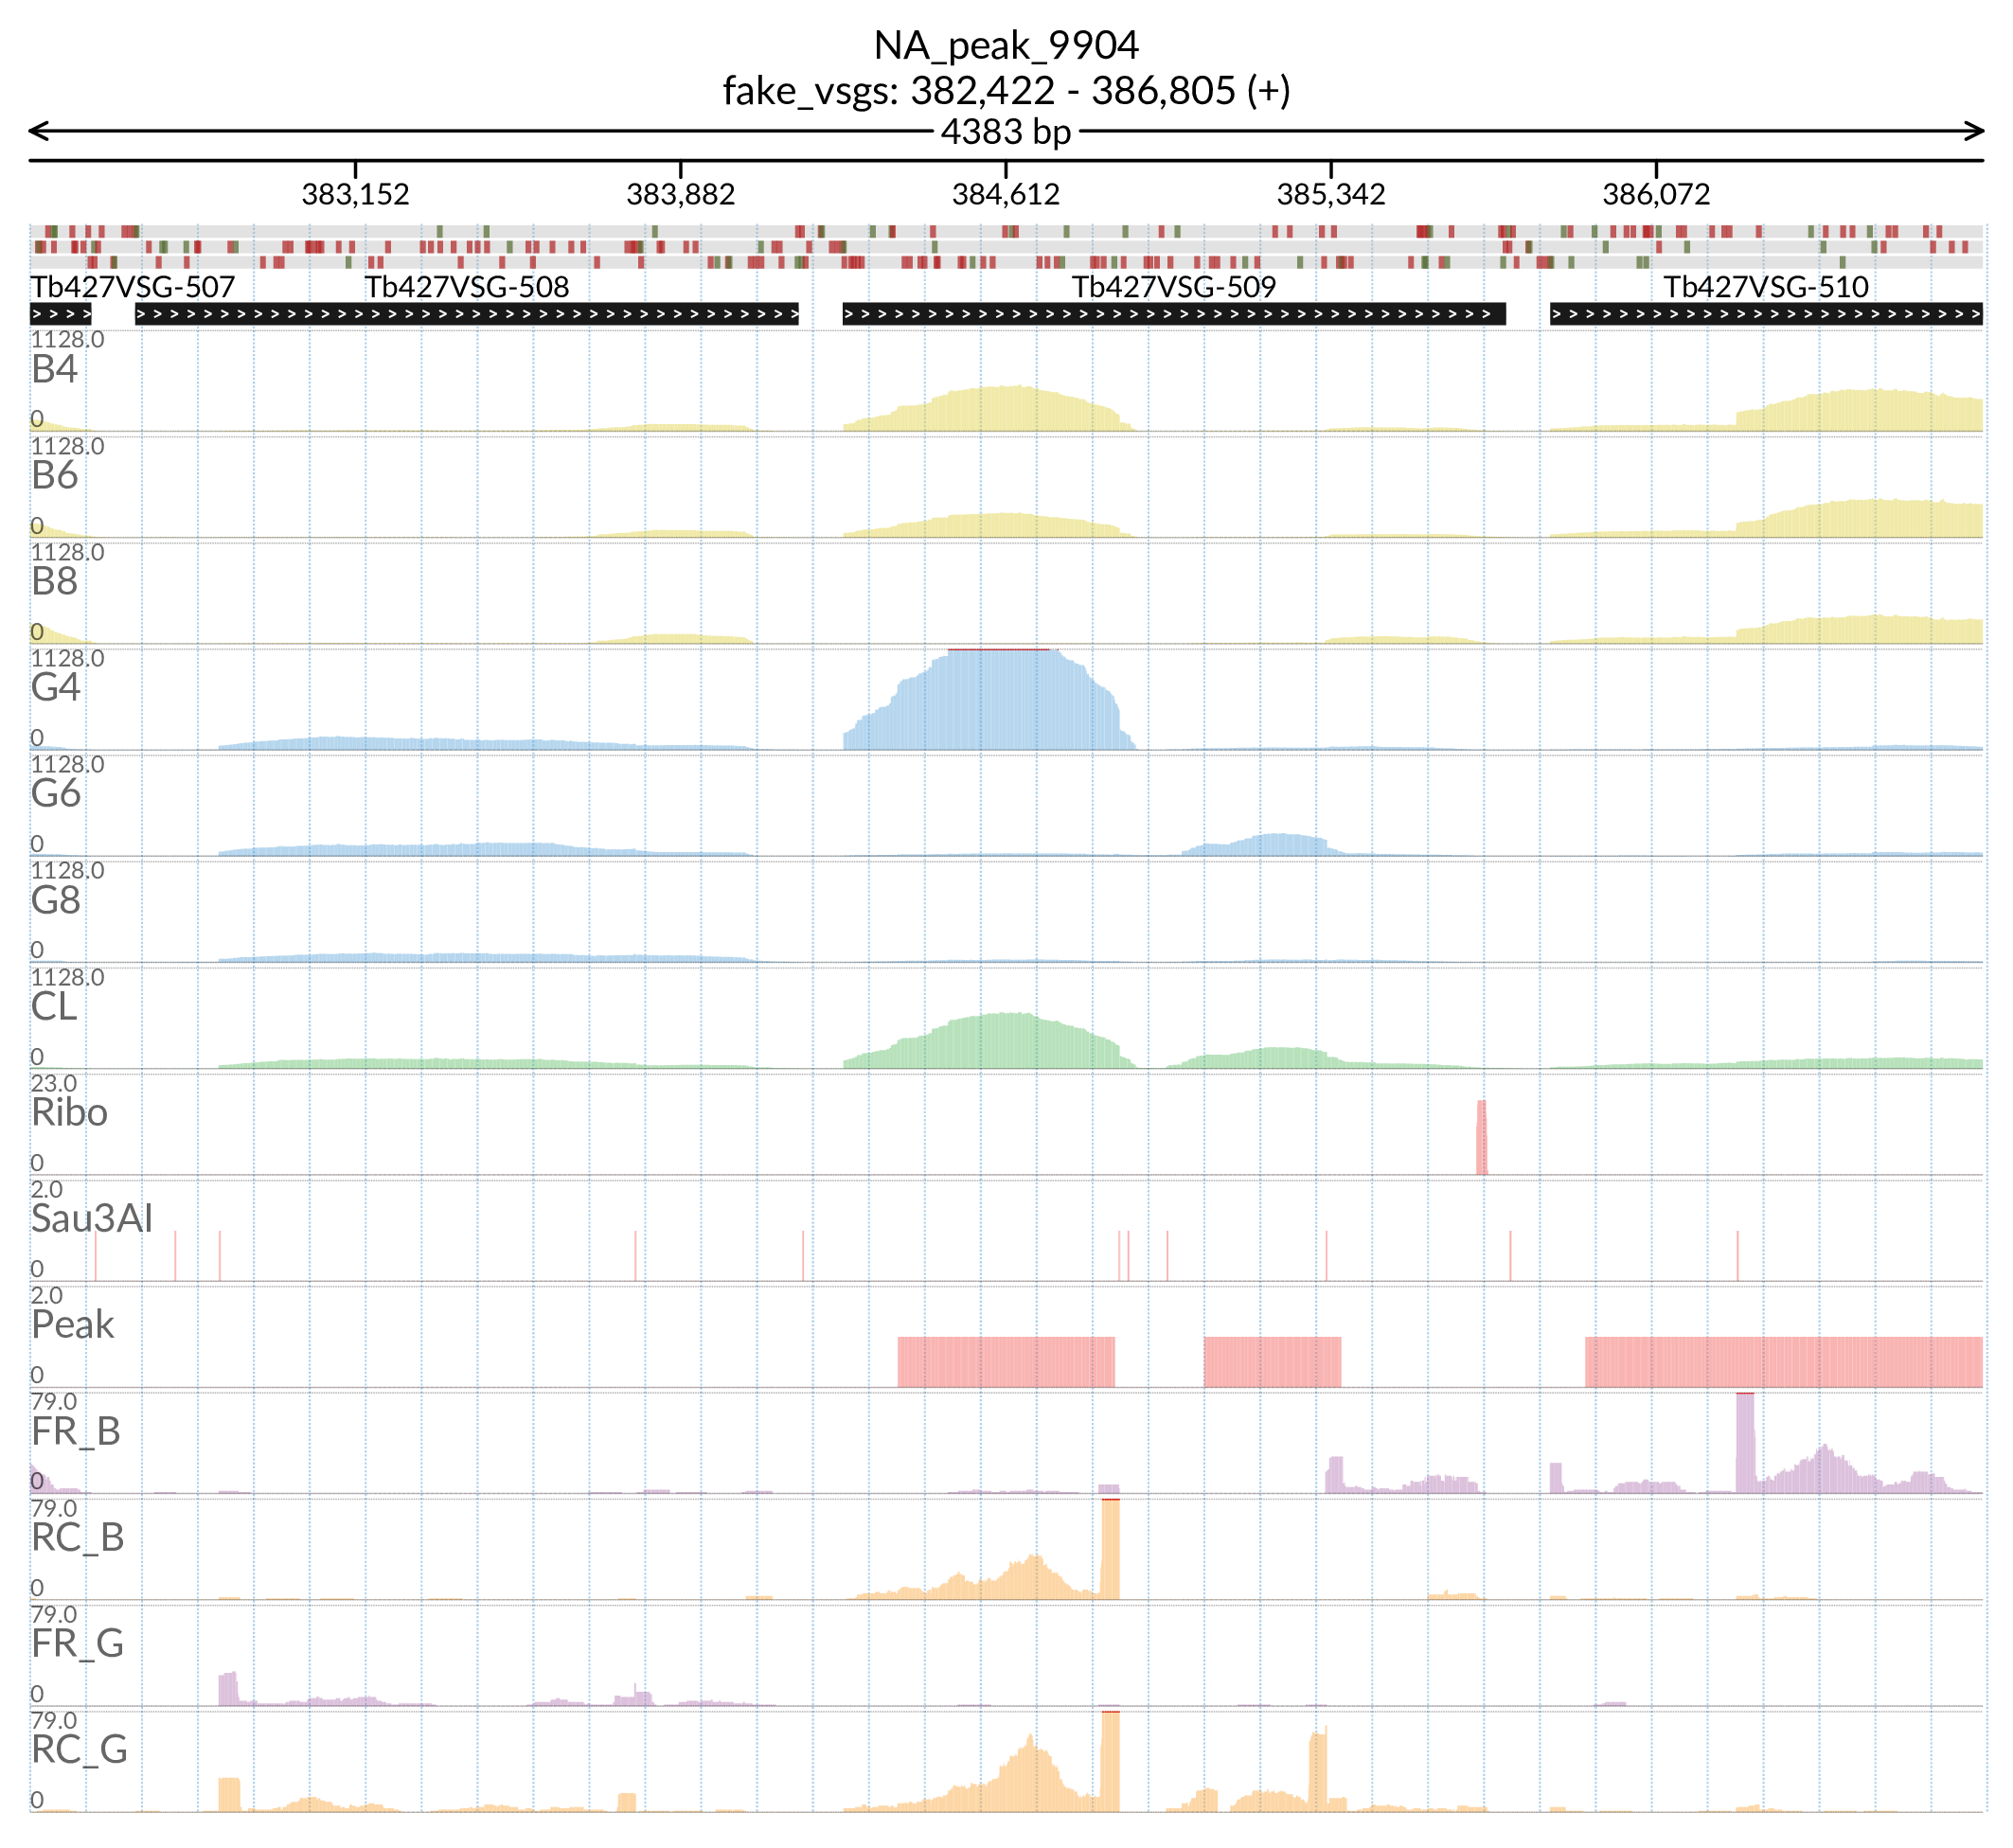 NA_peak_9904
fake_vsgs: 382,422 - 386,805 (+)
4383 bp
383,152 383,882 384,612 385,342 386,072
Tb427VSG-507 Tb427VSG-508 Tb427VSG-509 Tb427VSG-510
1128.0
B4
0
1128.0
B6
0
1128.0
B8
0
1128.0
G4
0
1128.0
G6
0
1128.0
G8
0
1128.0
CL
0
23.0
Ribo
0
2.0
Sau3AI
0
2.0
Peak
0
79.0
FR_B
0
79.0
RC_B
0
79.0
FR_G
0
79.0
RC_G
0